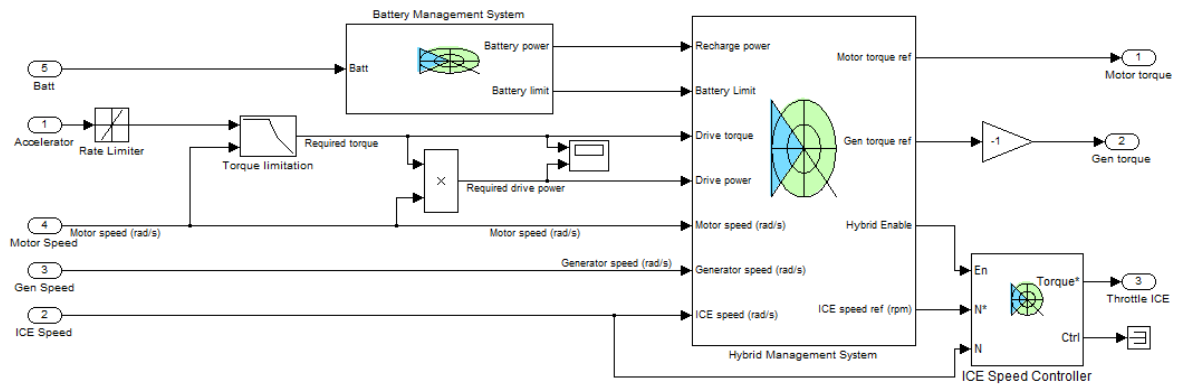 Battery Management System
5
Batt
Batt
Battery power
Battery limit
1
Accelerator
Rate Limiter
Torque limitation
Required torque
×
Required drive power
4
Motor Speed
Motor speed (rad/s)
Motor speed (rad/s)
3
Gen Speed
Generator speed (rad/s)
2
ICE Speed
Recharge power
Battery Limit
Drive torque
Drive power
Motor speed (rad/s)
Generator speed (rad/s)
ICE speed (rad/s)
Motor torque ref
Gen torque ref
Hybrid Enable
ICE speed ref (rpm)
Hybrid Management System
1
Motor torque
-1
2
Gen torque
En
N*
N
Torque*
Ctrl
ICE Speed Controller
3
Throttle ICE